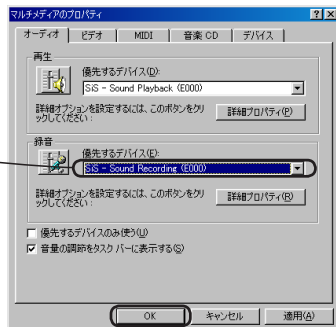 マルチメディアのプロパティ
オーディオ ビデオ MIDI 音楽 CD デバイス
再生
優先するデバイス(D):
SiS - Sound Playback (E000)
詳細オプションを設定するには、このボタンをクリ
ックしてください :
詳細プロパティ(P)
録音
優先するデバイス(E):
SiS - Sound Recording (E000)
詳細オプションを設定するには、このボタンをクリ
ックしてください :
詳細プロパティ(R)
優先するデバイスのみ使う(U)
音量の調節をタスク バーに表示する(S)
OK キャンセル 適用(A)